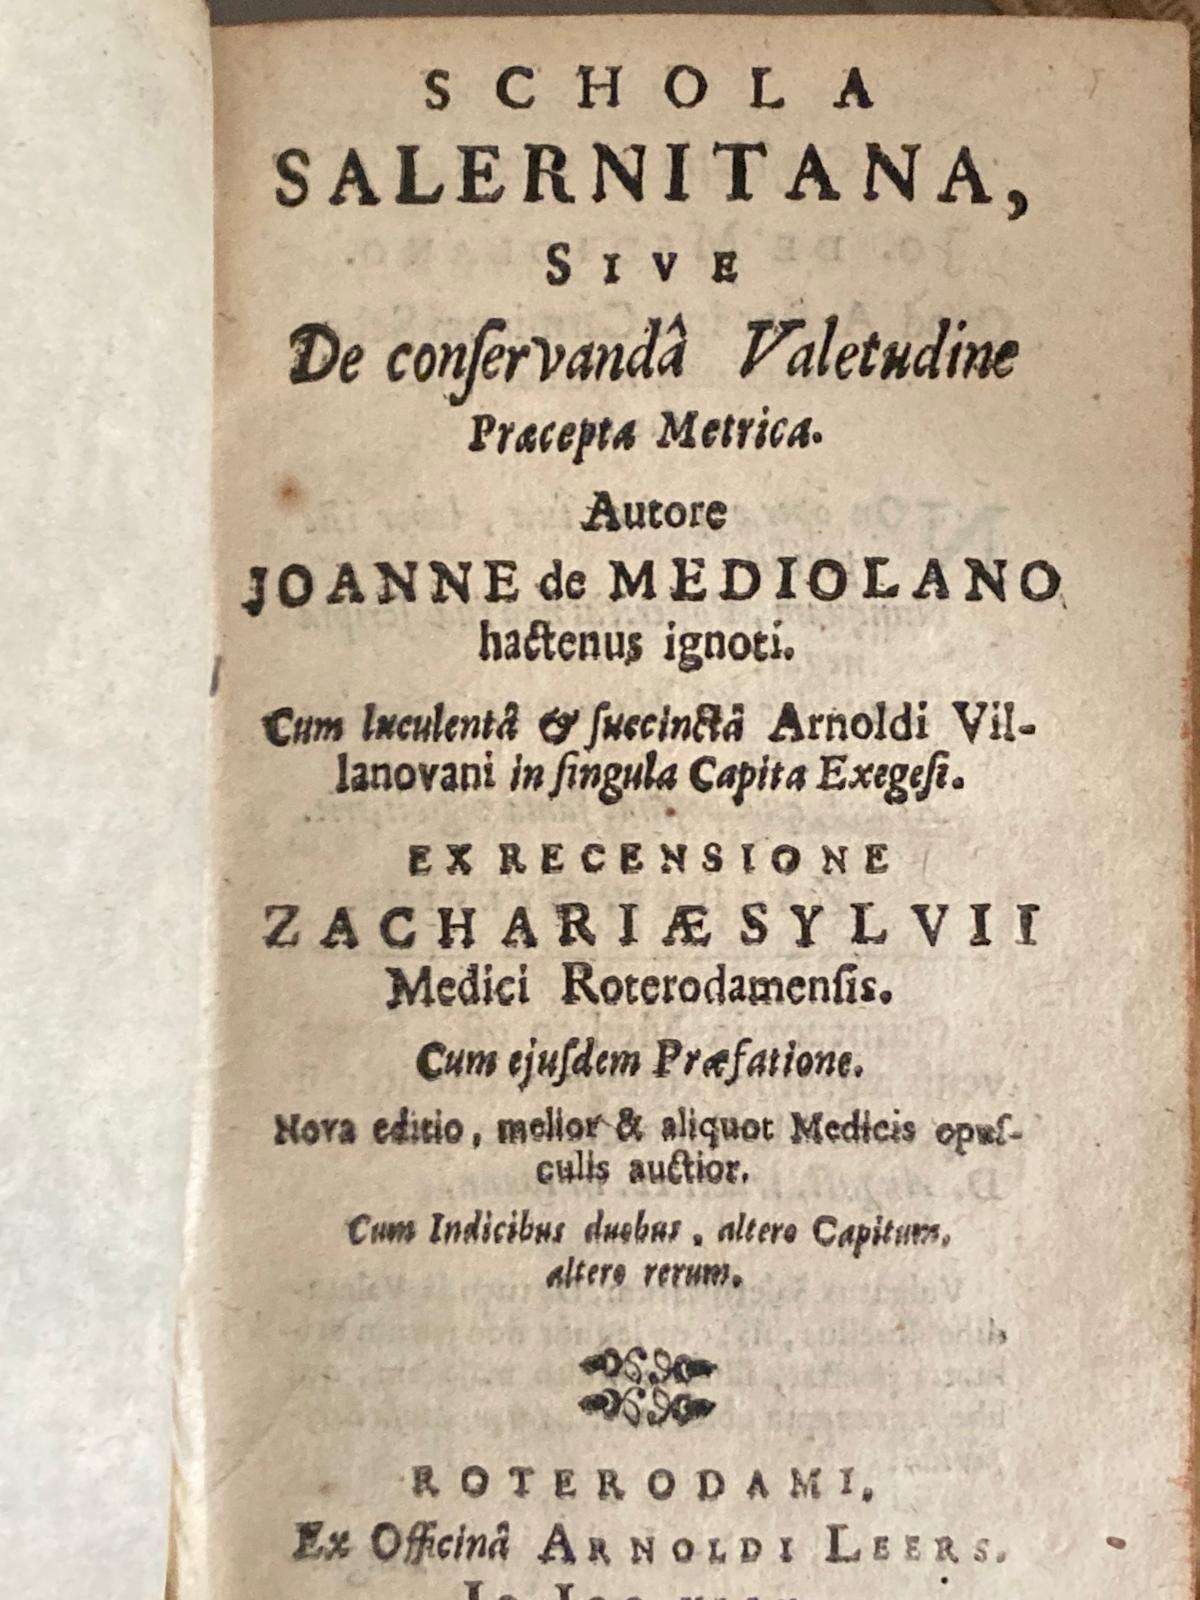 SCHOLA
SALERNITANA,
SIVE
De conſervandâ Valetudine
Præcepta Metrica.
Autore
JOANNE de MEDIOLANO
hactenus ignoti.
Cum luculentâ & ſuccinctâ Arnoldi Vil-
lanovani in ſingula Capita Exegeſi.
EX RECENSIONE
ZACHARIÆ SYLVII
Medici Roterodamenſis.
Cum ejuſdem Præfatione.
Nova editio, melior & aliquot Medicis opuſ-
culis auctior.
Cum Indicibus duobus, altero Capitum,
altero rerum.
ROTERODAMI.
Ex Officinâ ARNOLDI LEERS.